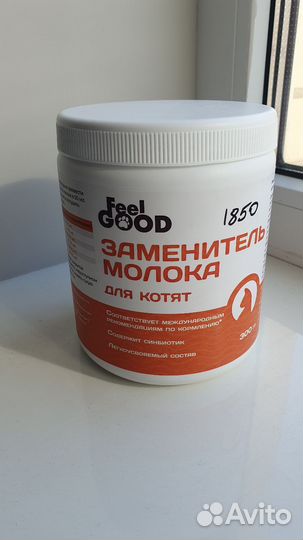 Feel
GOOD
1850
ЗАМЕНИТЕЛЬ
МОЛОКА
ДЛЯ КОТЯТ
СООТВЕТСТВУЕТ МЕЖДУНАРОДНЫМ
РЕКОМЕНДАЦИЯМ ПО КОРМЛЕНИЮ*
СОДЕРЖИТ СИНБИОТИК
ЛЕГКОУСВОЯЕМЫЙ СОСТАВ
300 г
Avito